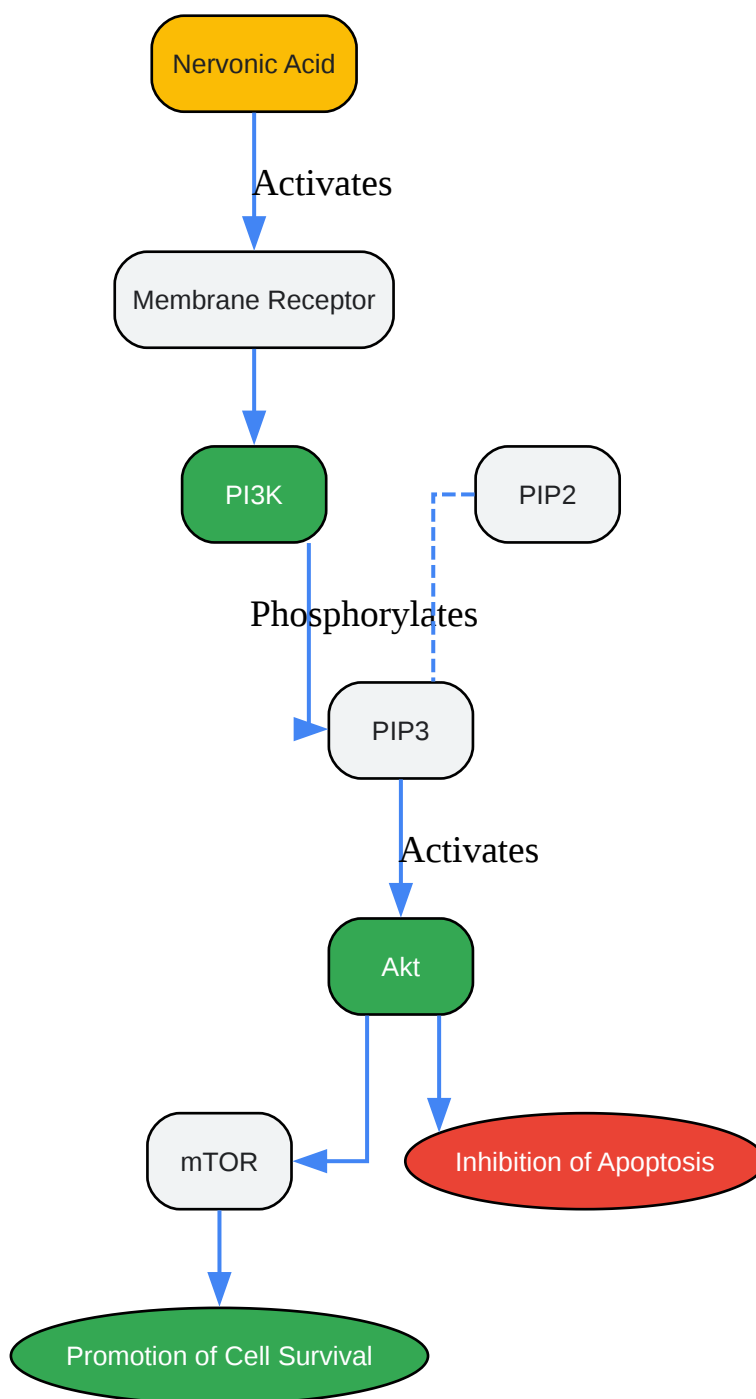 Nervonic Acid
Activates
Membrane Receptor
PI3K
PIP2
Phosphorylates
PIP3
Activates
Akt
mTOR
Inhibition of Apoptosis
Promotion of Cell Survival